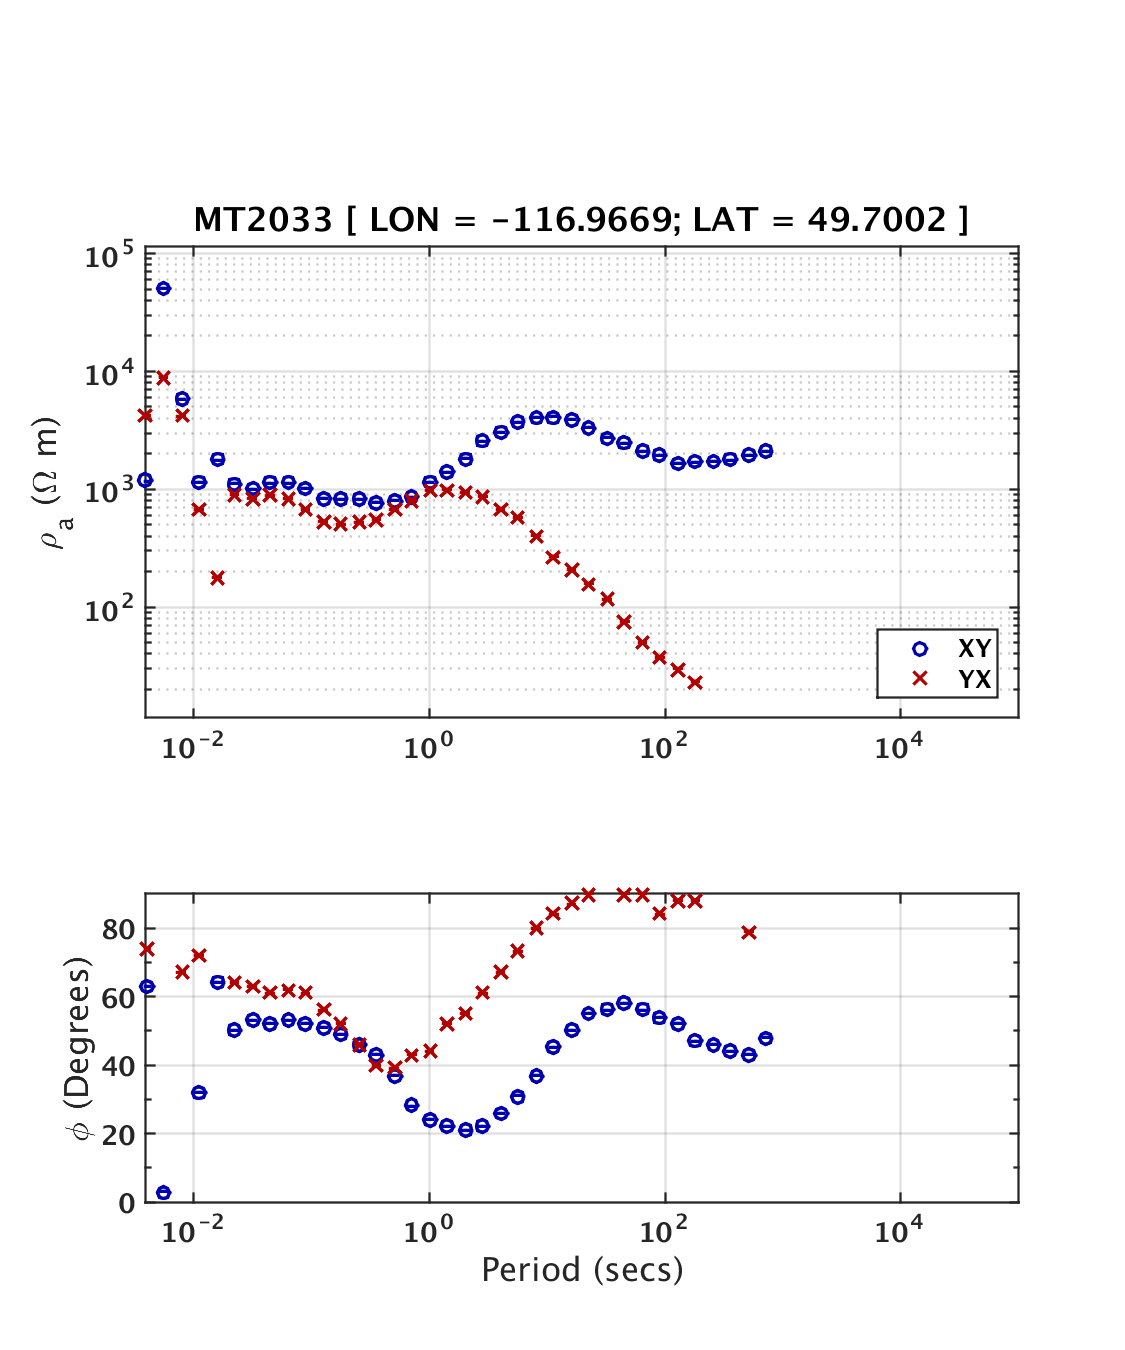 MT2033 [ LON = -116.9669; LAT = 49.7002 ]
10^5
10^4
10^3
10^2
ρ_a (Ω m)
XY
YX
10^-2 10^0 10^2 10^4
80
60
40
20
0
ϕ (Degrees)
10^-2 10^0 10^2 10^4
Period (secs)